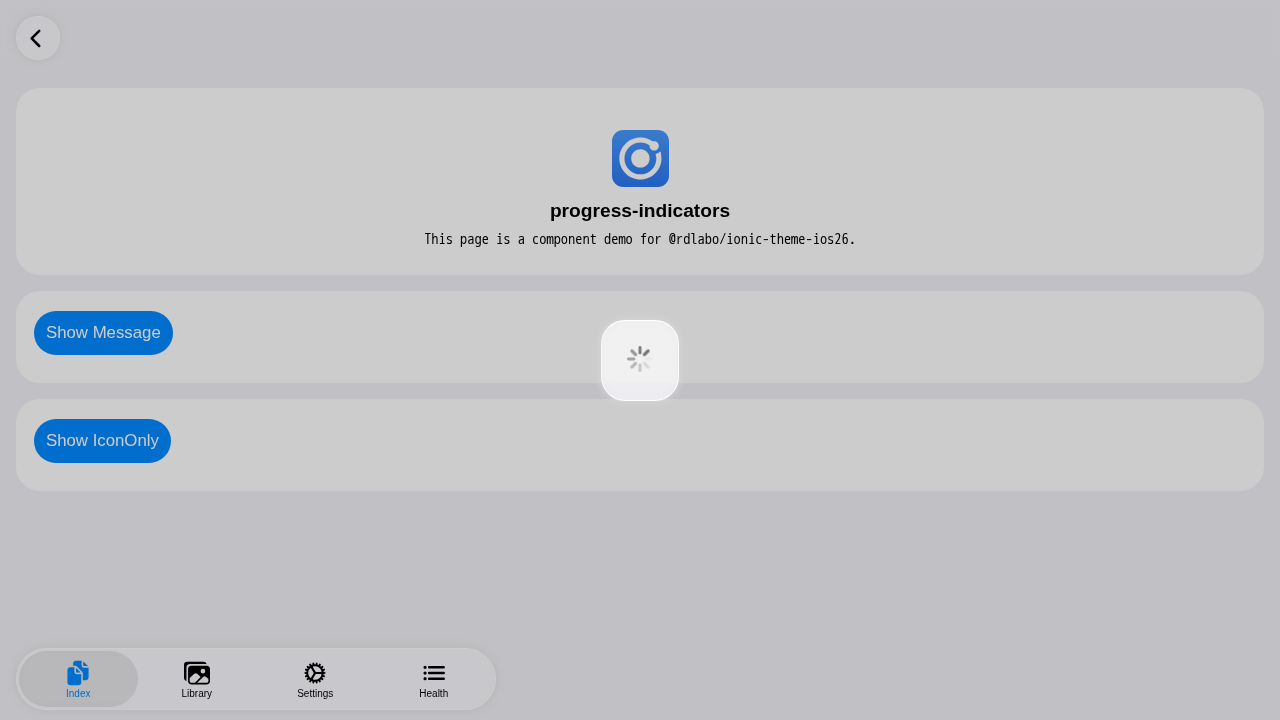 progress-indicators
This page is a component demo for @rdlabo/ionic-theme-ios26.
Show Message
Show IconOnly
Index
Library
Settings
Health